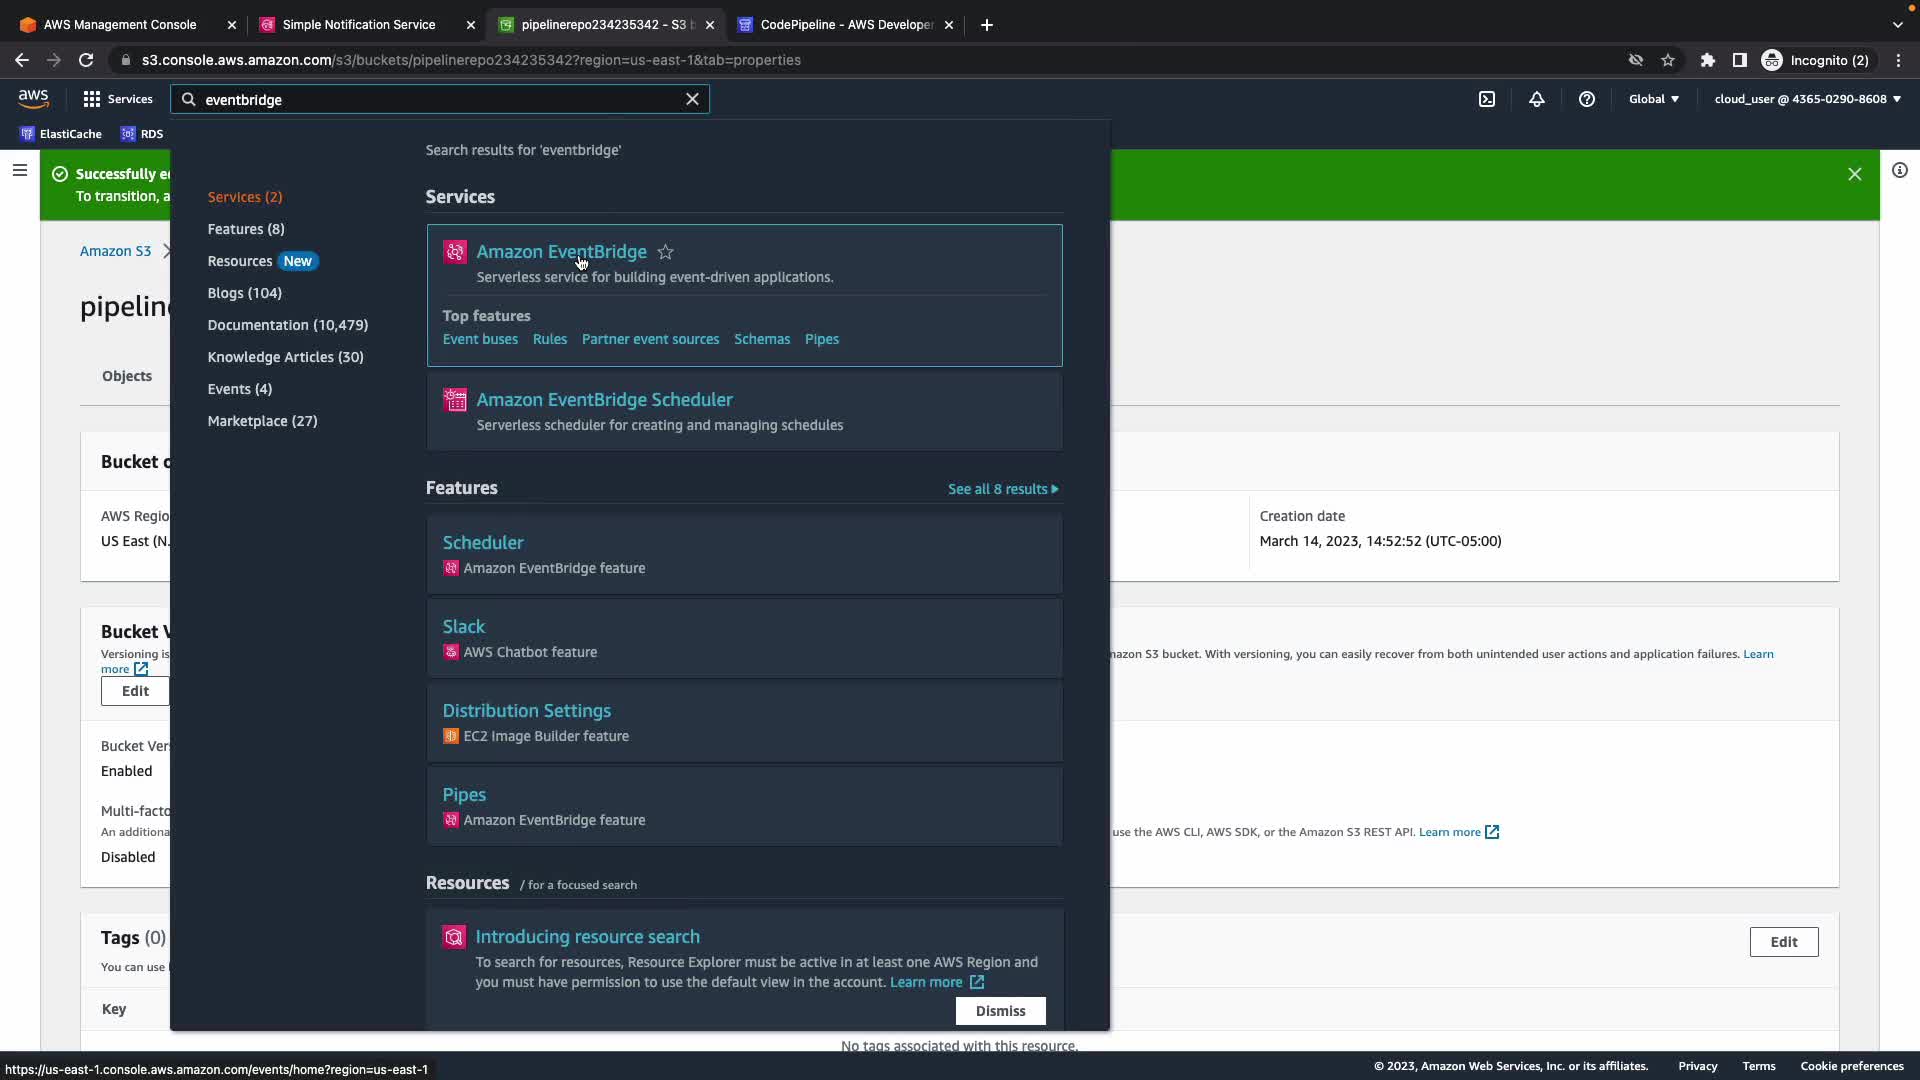 AWS Management Console
Simple Notification Service
pipelinerepo234235342 - S3 b
CodePipeline - AWS Developer
s3.console.aws.amazon.com/s3/buckets/pipelinerepo234235342?region=us-east-1&tab=properties
Incognito (2)
aws
Services
eventbridge
Global
cloud_user @ 4365-0290-8608
ElastiCache
RDS
Successfully e
To transition, a
Search results for 'eventbridge'
Services (2)
Features (8)
Resources New
Blogs (104)
Documentation (10,479)
Knowledge Articles (30)
Events (4)
Marketplace (27)
Services
Amazon EventBridge
Serverless service for building event-driven applications.
Top features
Event buses Rules Partner event sources Schemas Pipes
Amazon EventBridge Scheduler
Serverless scheduler for creating and managing schedules
Features
See all 8 results
Scheduler
Amazon EventBridge feature
Slack
AWS Chatbot feature
Distribution Settings
EC2 Image Builder feature
Pipes
Amazon EventBridge feature
Resources / for a focused search
Introducing resource search
To search for resources, Resource Explorer must be active in at least one AWS Region and
you must have permission to use the default view in the account. Learn more
Dismiss
Amazon S3
pipelin
Objects
Bucket o
AWS Regio
US East (N.
Creation date
March 14, 2023, 14:52:52 (UTC-05:00)
Bucket V
Versioning is
mazon S3 bucket. With versioning, you can easily recover from both unintended user actions and application failures. Learn
more
Edit
Bucket Ver
Enabled
Multi-facto
An additiona
use the AWS CLI, AWS SDK, or the Amazon S3 REST API. Learn more
Disabled
Tags (0)
Edit
You can use
Key
No tags associated with this resource.
https://us-east-1.console.aws.amazon.com/events/home?region=us-east-1
© 2023, Amazon Web Services, Inc. or its affiliates.
Privacy
Terms
Cookie preferences